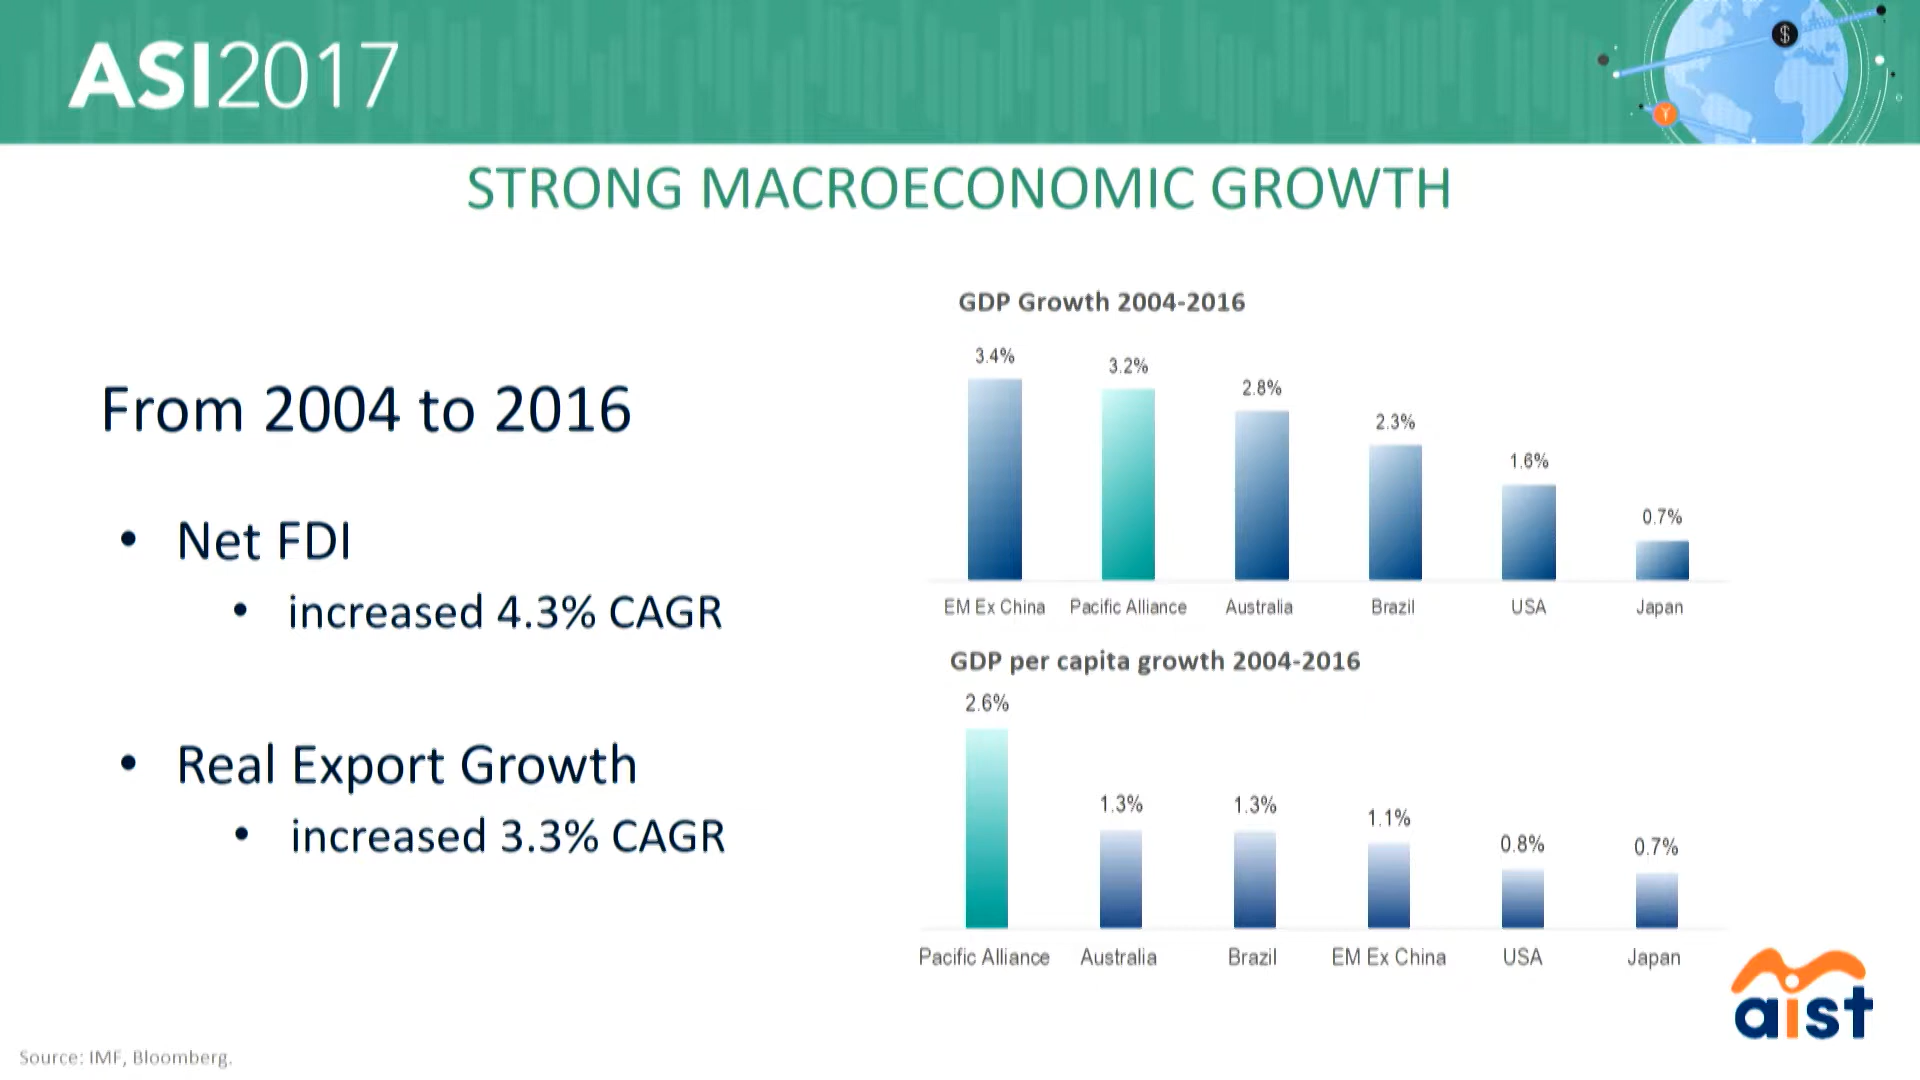 ASI2017
$
STRONG MACROECONOMIC GROWTH
From 2004 to 2016
• Net FDI
• increased 4.3% CAGR
• Real Export Growth
• increased 3.3% CAGR
GDP Growth 2004-2016
3.4% 3.2% 2.8% 2.3% 1.6% 0.7%
EM Ex China Pacific Alliance Australia Brazil USA Japan
GDP per capita growth 2004-2016
2.6% 1.3% 1.3% 1.1% 0.8% 0.7%
Pacific Alliance Australia Brazil EM Ex China USA Japan
aist
Source: IMF, Bloomberg.